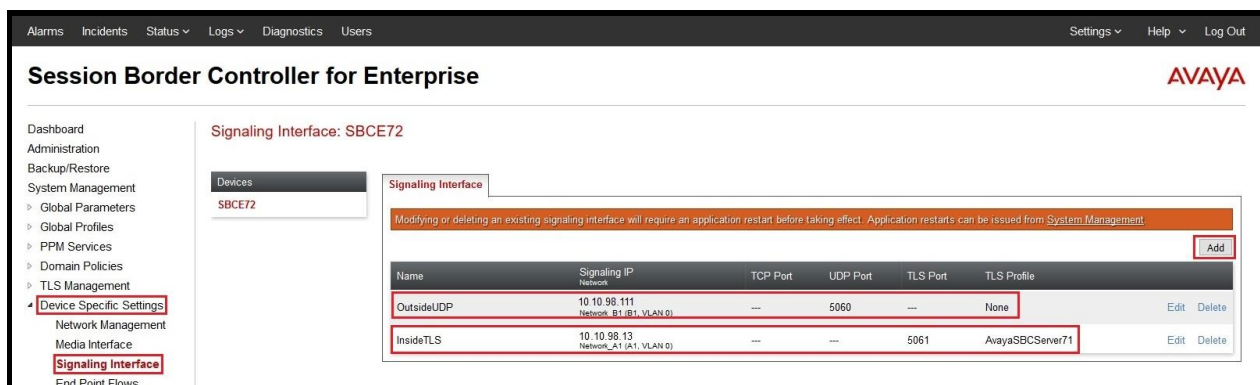 Alarms Incidents Status Logs Diagnostics Users Settings Help Log Out
Session Border Controller for Enterprise
AVAYA
Dashboard
Administration
Backup/Restore
System Management
Global Parameters
Global Profiles
PPM Services
Domain Policies
TLS Management
Device Specific Settings
Network Management
Media Interface
Signaling Interface
End Point Flows
Signaling Interface: SBCE72
Devices
SBCE72
Signaling Interface
Modifying or deleting an existing signaling interface will require an application restart before taking effect. Application restarts can be issued from System Management.
Add
Name Signaling IP TCP Port UDP Port TLS Port TLS Profile
Network
OutsideUDP 10.10.98.111 --- 5060 --- None Edit Delete
Network_B1 (B1, VLAN 0)
InsideTLS 10.10.98.13 --- --- 5061 AvayaSBCServer71 Edit Delete
Network_A1 (A1, VLAN 0)